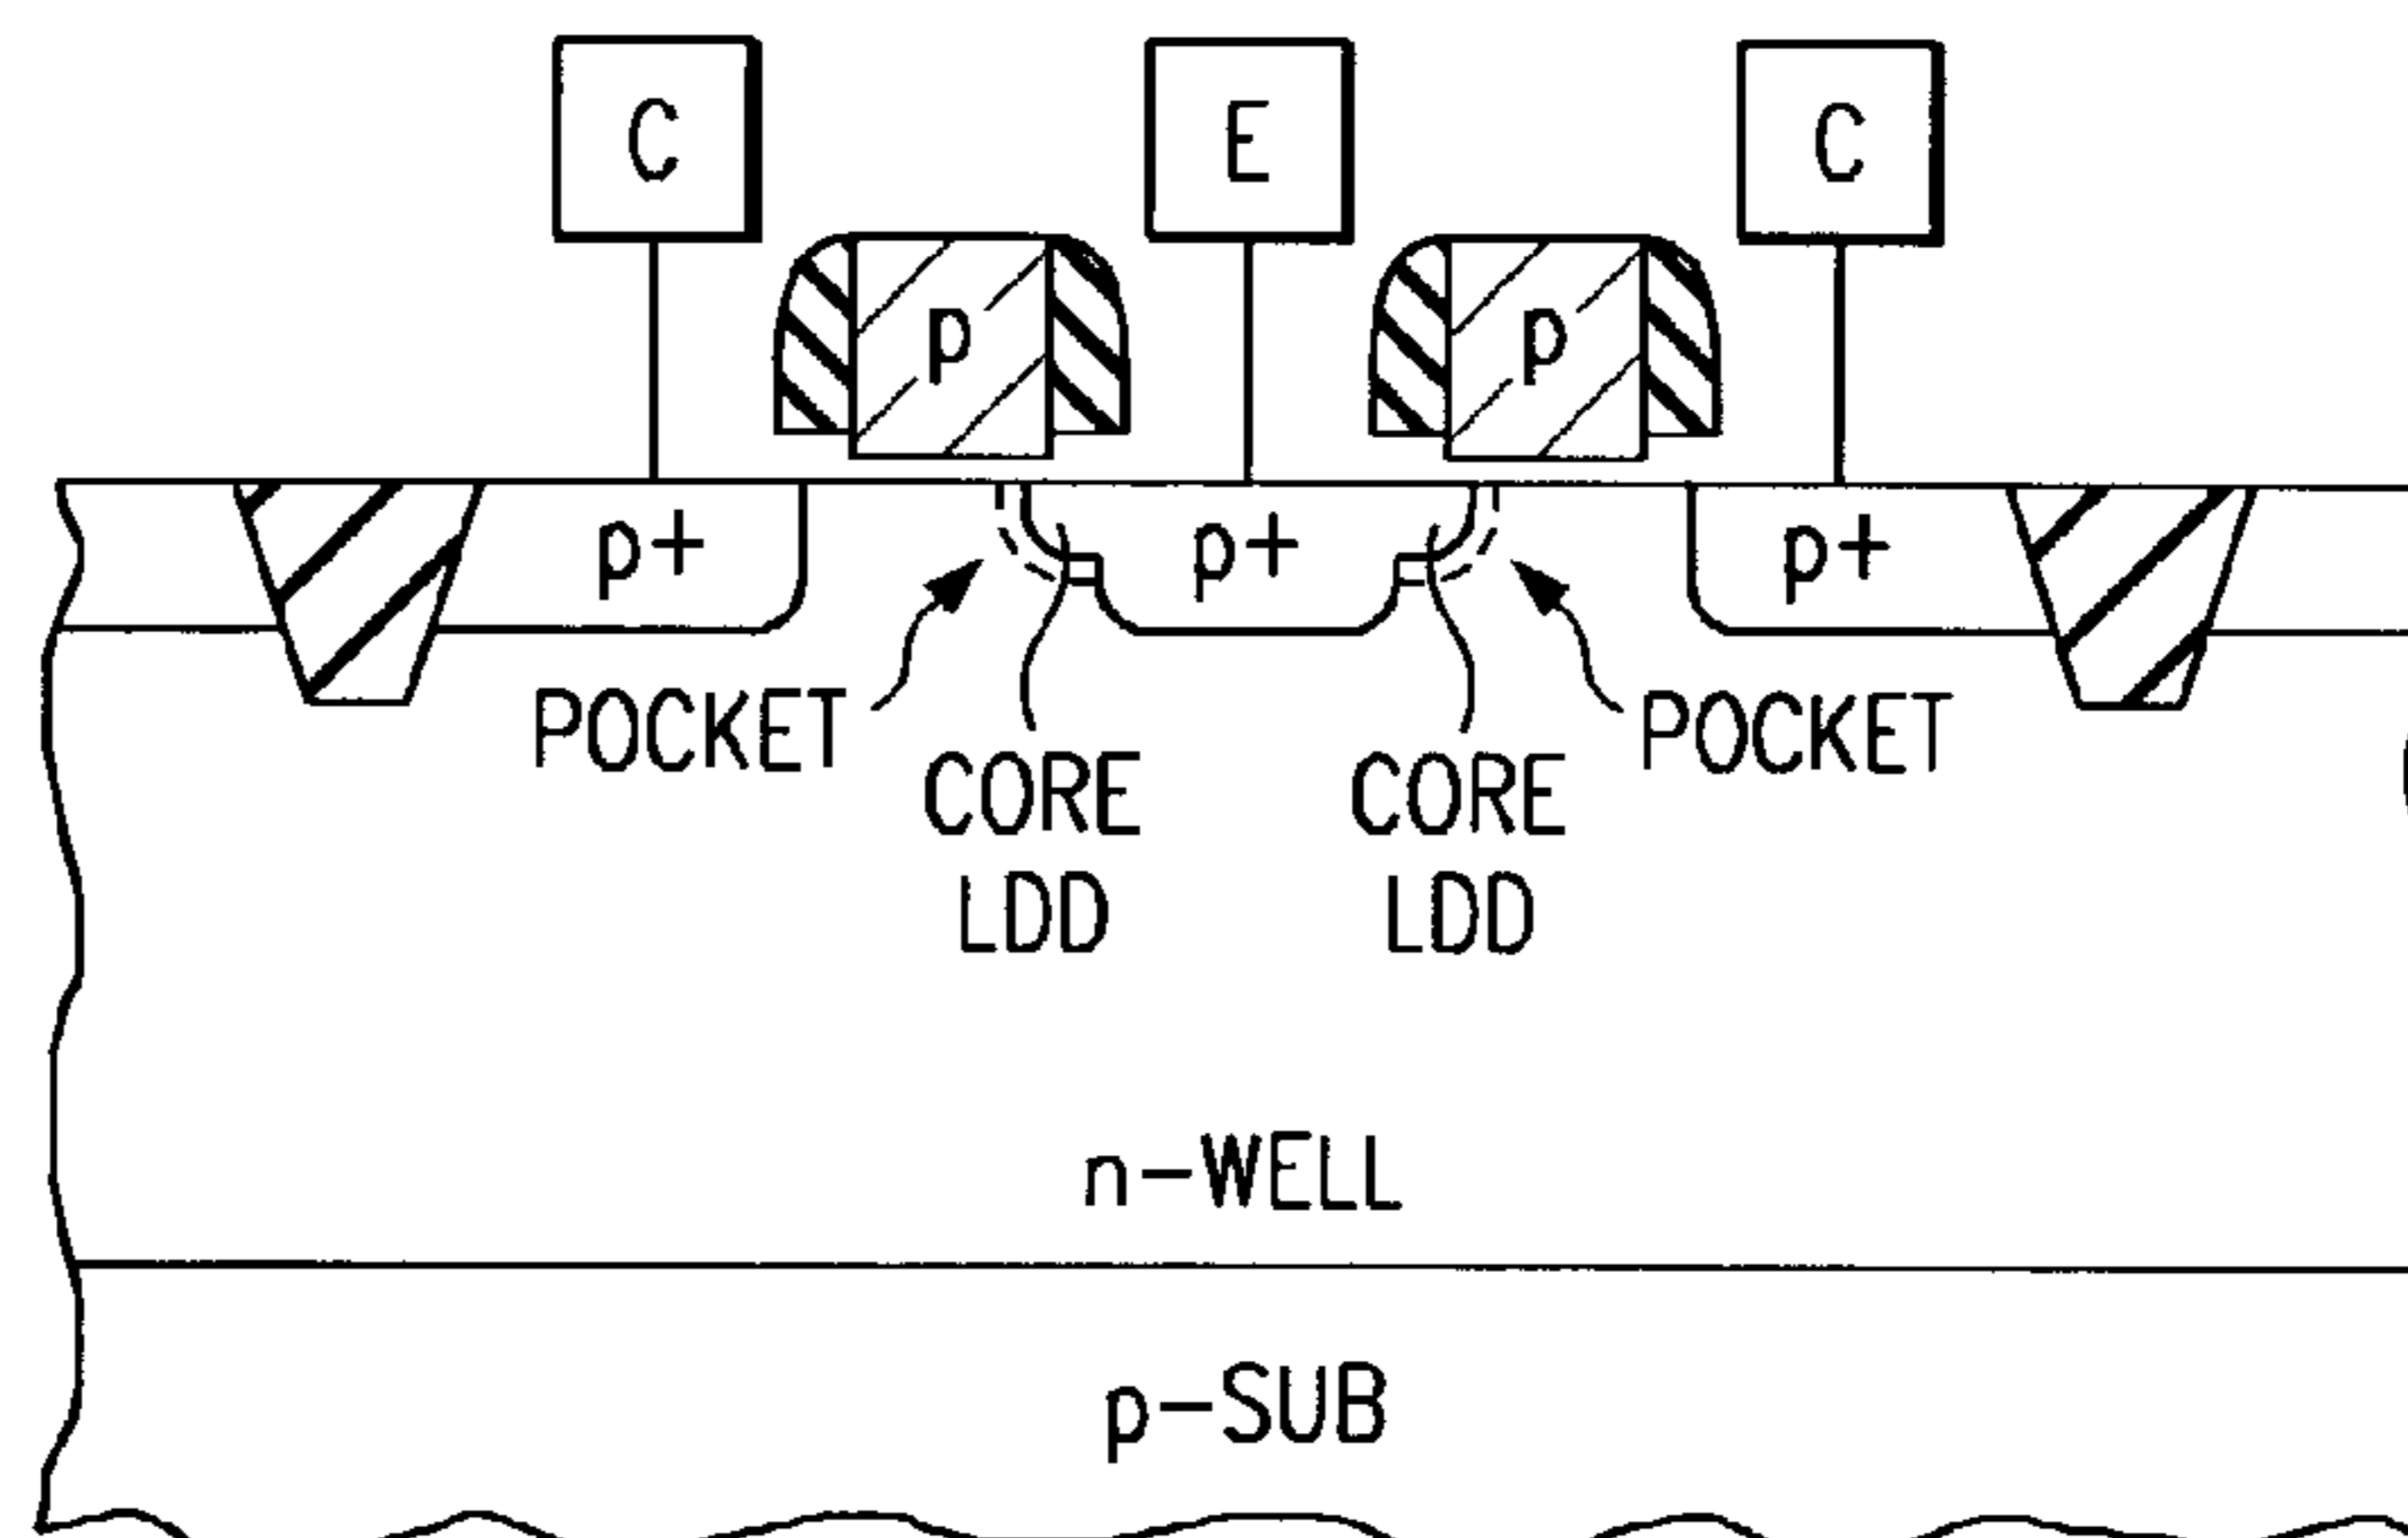 C E C
p p
p+ p+ p+
POCKET POCKET
CORE CORE
LDD LDD
n-WELL
p-SUB